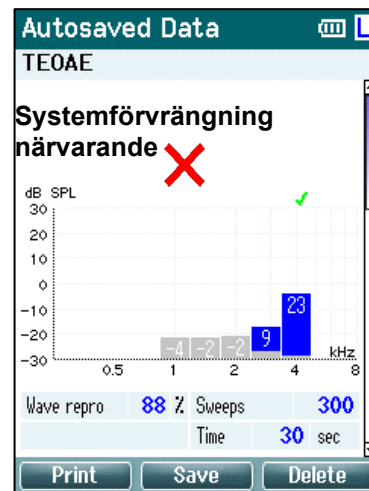 Autosaved Data L
TEOAE
Systemförvrängning
närvarande
dB SPL
30
20
10
0
-10
-20
-30
-4 -2 -2 9 23
kHz
0.5 1 2 4 8
Wave repro 88 % Sweeps 300
Time 30 sec
Print Save Delete